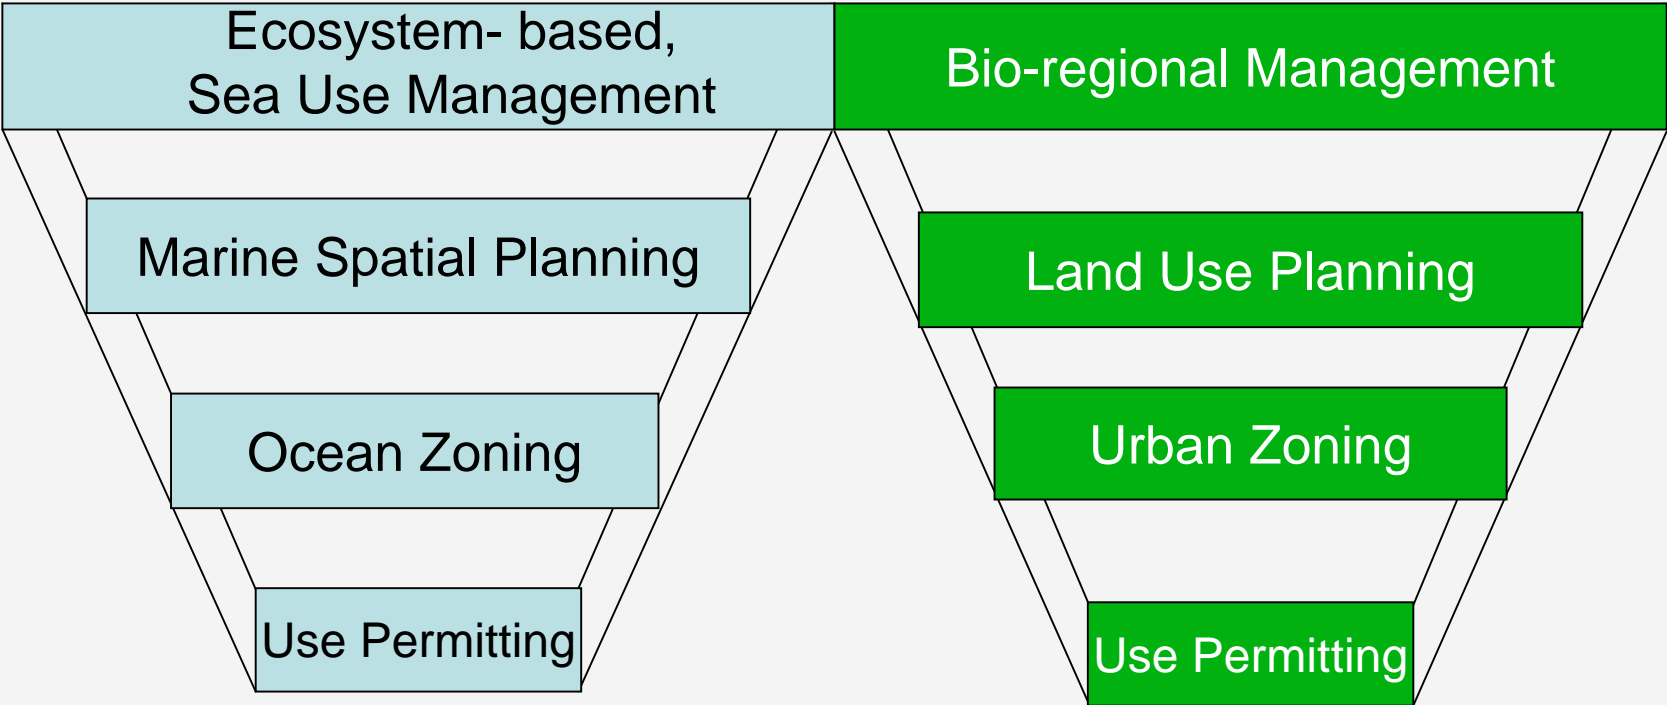 Ecosystem- based,
Sea Use Management
Bio-regional Management
Marine Spatial Planning
Land Use Planning
Ocean Zoning
Urban Zoning
Use Permitting
Use Permitting